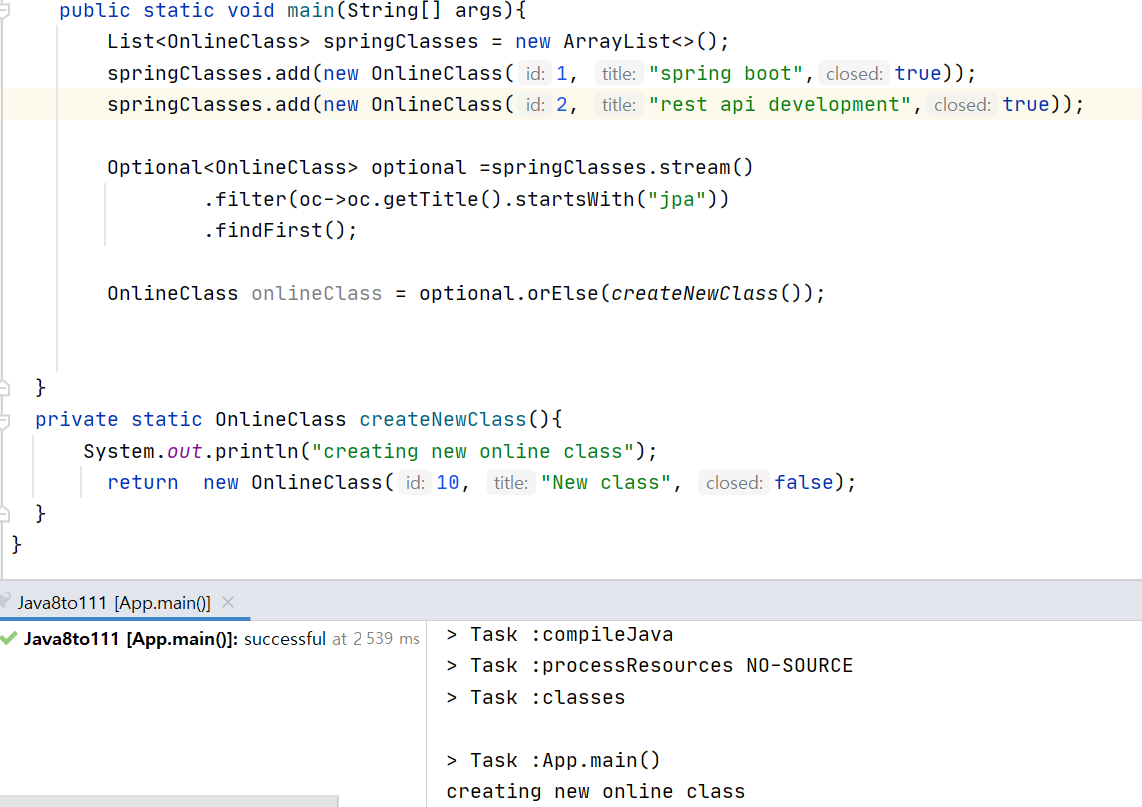 public static void main(String[] args){
List<OnlineClass> springClasses = new ArrayList<>();
springClasses.add(new OnlineClass( id: 1, title: "spring boot", closed: true));
springClasses.add(new OnlineClass( id: 2, title: "rest api development", closed: true));
Optional<OnlineClass> optional =springClasses.stream()
.filter(oc->oc.getTitle().startsWith("jpa"))
.findFirst();
OnlineClass onlineClass = optional.orElse(createNewClass());
}
private static OnlineClass createNewClass(){
System.out.println("creating new online class");
return new OnlineClass( id: 10, title: "New class", closed: false);
}
}
Java8to111 [App.main()]
Java8to111 [App.main()]: successful at 2 539 ms
> Task :compileJava
> Task :processResources NO-SOURCE
> Task :classes
> Task :App.main()
creating new online class